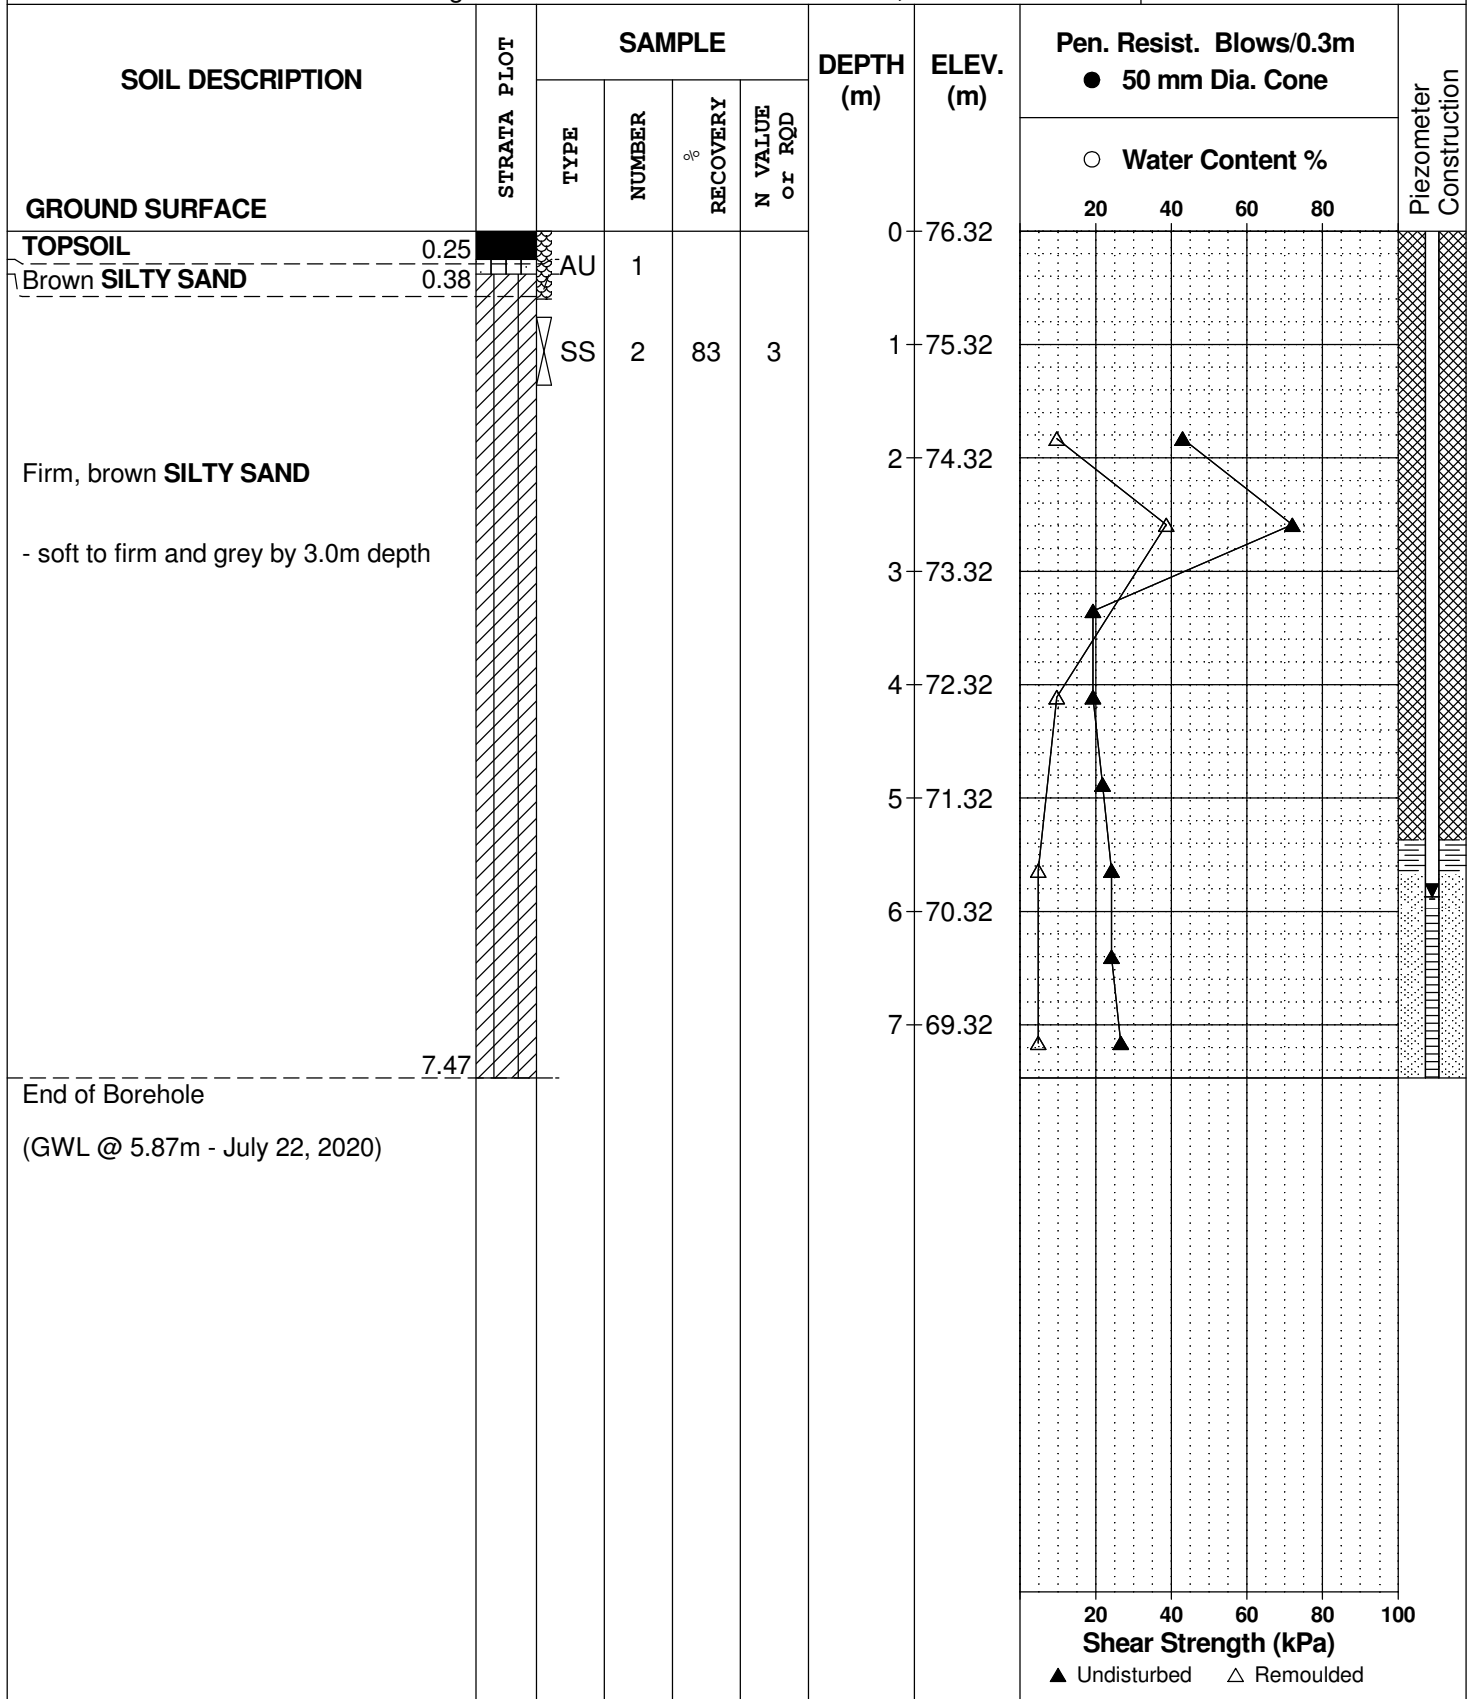 SOIL DESCRIPTION
GROUND SURFACE
STRATA PLOT
SAMPLE
TYPE
NUMBER
% RECOVERY
N VALUE or RQD
DEPTH (m)
ELEV. (m)
Pen. Resist. Blows/0.3m
● 50 mm Dia. Cone
○ Water Content %
20 40 60 80
Piezometer Construction
TOPSOIL 0.25
Brown SILTY SAND 0.38
AU 1
SS 2 83 3
Firm, brown SILTY SAND
- soft to firm and grey by 3.0m depth
7.47
End of Borehole
(GWL @ 5.87m - July 22, 2020)
0 76.32
1 75.32
2 74.32
3 73.32
4 72.32
5 71.32
6 70.32
7 69.32
20 40 60 80 100
Shear Strength (kPa)
▲ Undisturbed △ Remoulded